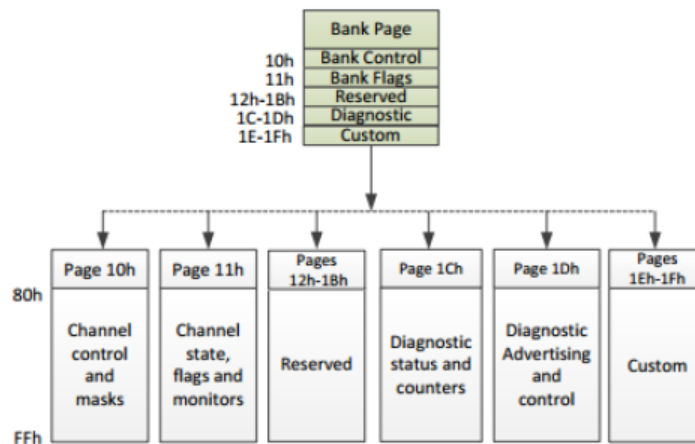 Bank Page
10h Bank Control
11h Bank Flags
12h-1Bh Reserved
1C-1Dh Diagnostic
1E-1Fh Custom
Page 10h
Page 11h
Pages
12h-1Bh
Page 1Ch
Page 1Dh
Pages
1Eh-1Fh
80h
Channel
control
and
masks
Channel
state,
flags and
monitors
Reserved
Diagnostic
status and
counters
Diagnostic
Advertising
and
control
Custom
FFh